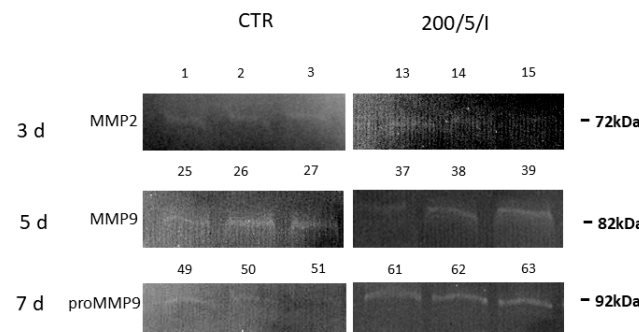 CTR 200/5/I
1 2 3 13 14 15
3 d MMP2 - 72kDa
25 26 27 37 38 39
5 d MMP9 - 82kDa
49 50 51 61 62 63
7 d proMMP9 - 92kDa